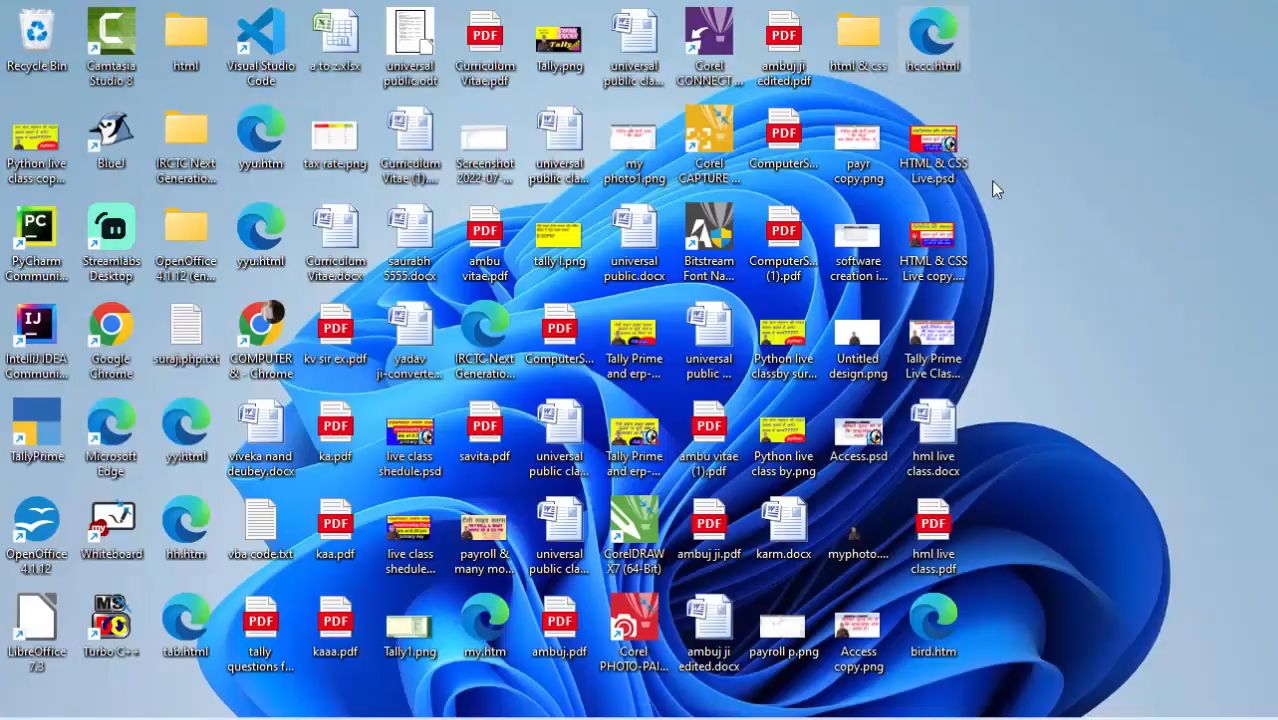 Recycle Bin
Camtasia
Studio 8
html
Visual Studio
Code
a to z.xlsx
universal
public.odt
Curriculum
Vitae.pdf
Tally.png
universal
public cla...
Corel
CONNECT ...
ambuj ji
edited.pdf
html & css
hccc.html
Python live
class cop...
BlueJ
IRCTC Next
Generatio...
yyu.htm
tax rate.png
Curriculum
Vitae (1)....
Screenshot
2022-07-...
universal
public cla...
my
photo1.png
Corel
CAPTURE ...
ComputerS...
payr
copy.png
HTML & CSS
Live.psd
PyCharm
Communi...
Streamlabs
Desktop
OpenOffice
4.1.12 (en...
yyu.html
Curriculum
Vitae.docx
saurabh
5555.docx
ambu
vitae.pdf
tally l.png
universal
public.docx
Bitstream
Font Na...
ComputerS...
(1).pdf
software
creation i...
HTML & CSS
Live copy....
IntelliJ IDEA
Communi...
Google
Chrome
surajjphp.txt
COMPUTER
& - Chrome
kv sir ex.pdf
yadav
ji-converte...
IRCTC Next
Generatio...
ComputerS...
Tally Prime
and erp-...
universal
public ...
Python live
classby sur...
Untitled
design.png
Tally Prime
Live Clas...
TallyPrime
Microsoft
Edge
yy.html
viveka nand
deubey.docx
ka.pdf
live class
shedule.psd
savita.pdf
universal
public cla...
Tally Prime
and erp-...
ambu vitae
(1).pdf
Python live
class by.png
Access.psd
hml live
class.docx
OpenOffice
4.1.12
Whiteboard
hh.htm
vba code.txt
kaa.pdf
live class
shedule...
payroll &
many mo...
universal
public cla...
CorelDRAW
X7 (64-Bit)
ambuj ji.pdf
karm.docx
myphoto....
hml live
class.pdf
LibreOffice
7.3
Turbo C++
tab.html
tally
questions f...
kaaa.pdf
Tally1.png
my.htm
ambuj.pdf
Corel
PHOTO-PAI...
ambuj ji
edited.docx
payroll p.png
Access
copy.png
bird.htm